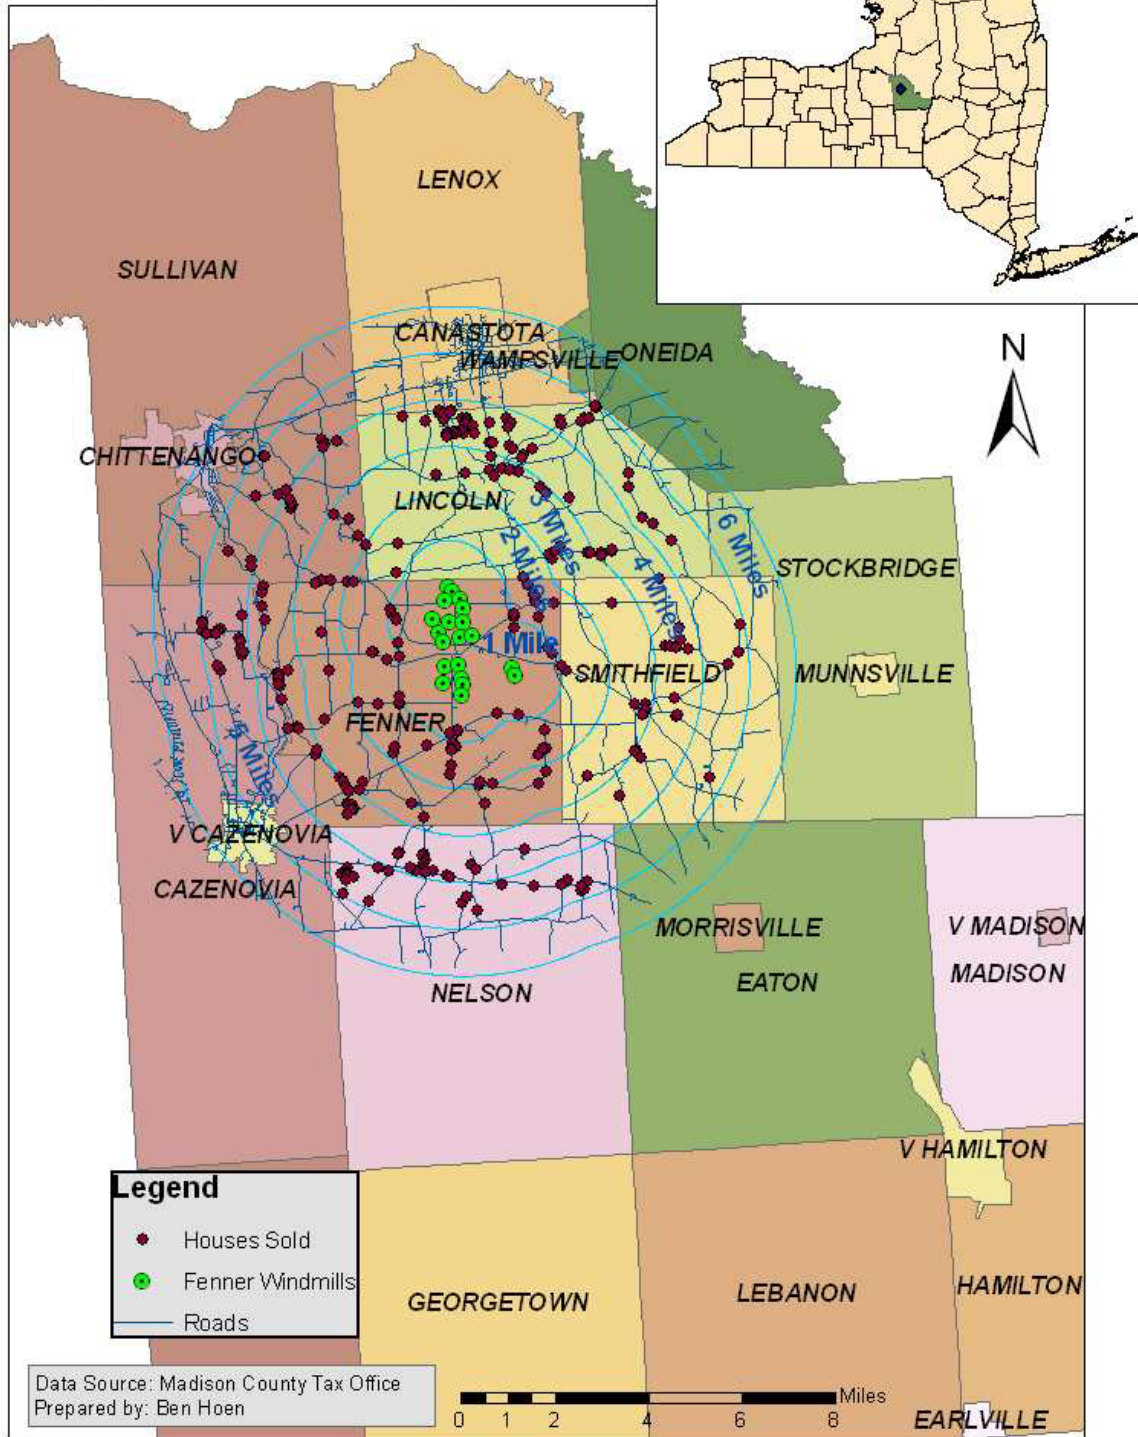 LENOX
SULLIVAN
CANASTOTA
WAMPSVILLE
ONEIDA
N
CHITTENANGO
LINCOLN
3 Miles
2 Miles
6 Miles
4 Miles
STOCKBRIDGE
1 Mile
SMITHFIELD
MUNNSVILLE
FENNER
5 Miles
V CAZENOVIA
CAZENOVIA
MORRISVILLE
V MADISON
MADISON
EATON
NELSON
V HAMILTON
Legend
Houses Sold
Fenner Windmills
Roads
GEORGETOWN
LEBANON
HAMILTON
Data Source: Madison County Tax Office
Prepared by: Ben Hoen
Miles
0 1 2 4 6 8
EARLVILLE